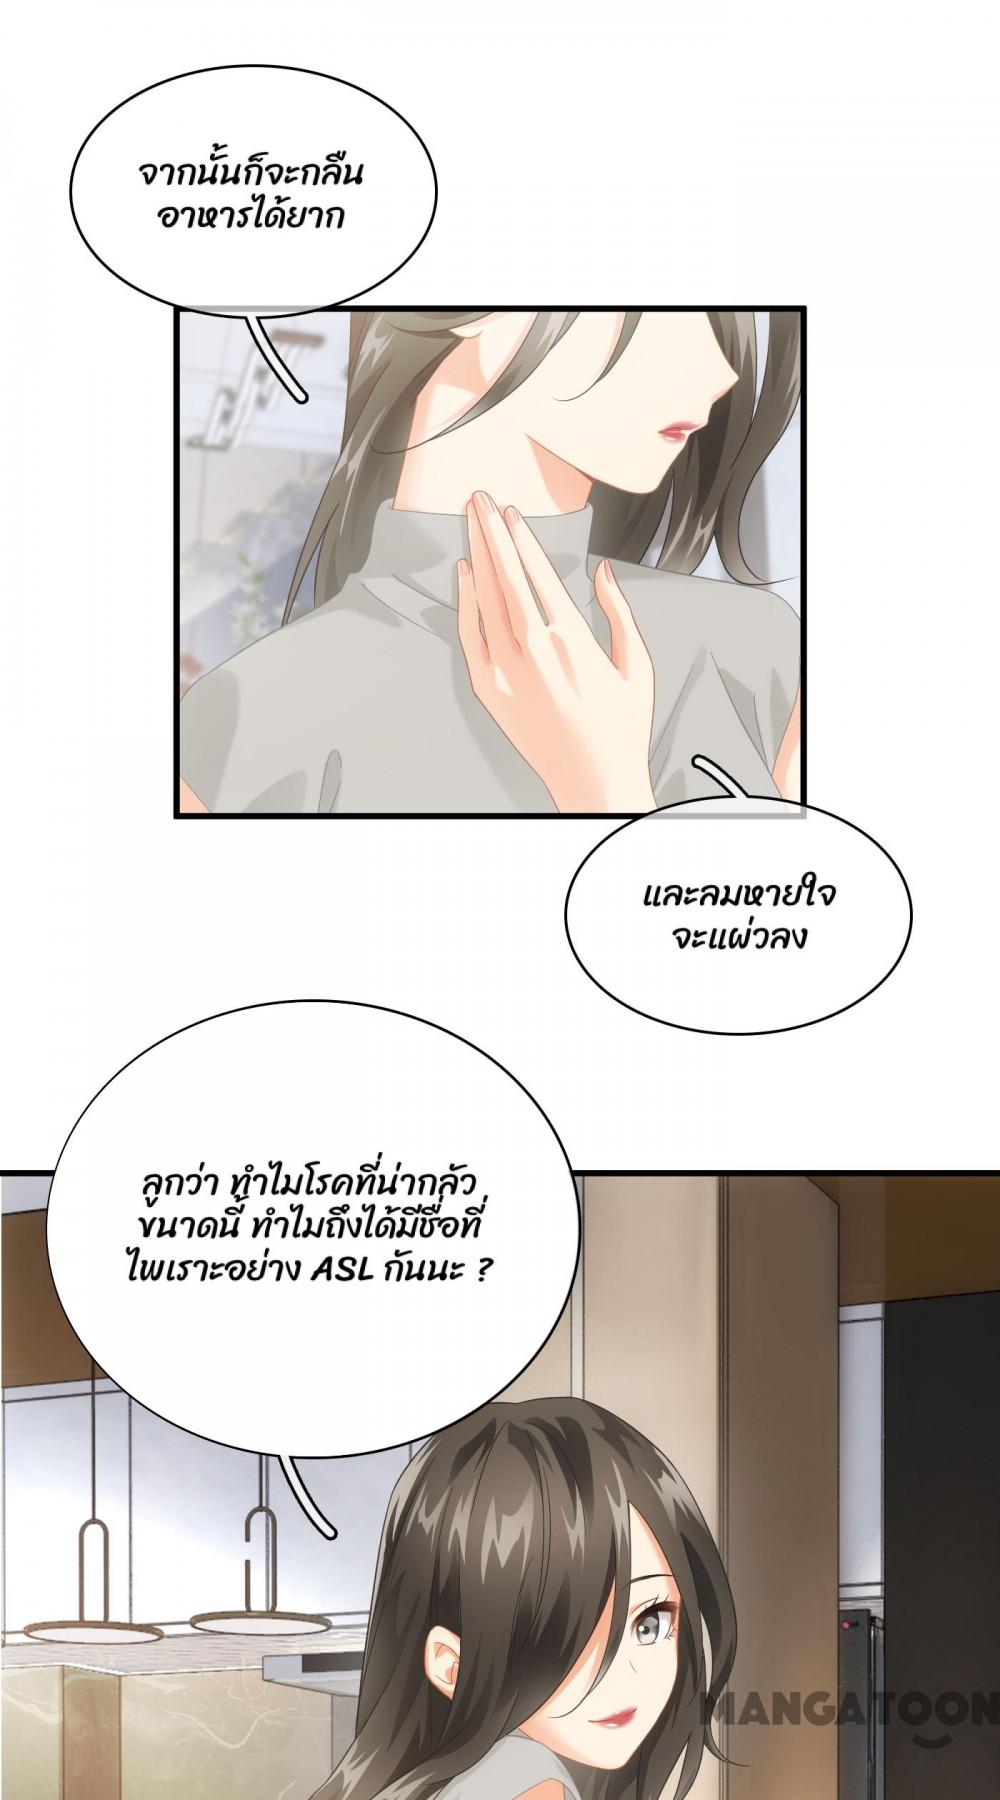 จากนั้นก็จะกลืน
อาหารได้ยาก
และลมหายใจ
จะแผ่วลง
ลูกว่า ทำไมโรคที่น่ากลัว
ขนาดนี้ ทำไมถึงได้มีชื่อที่
ไพเราะอย่าง ASL กันนะ ?
MANGATOON